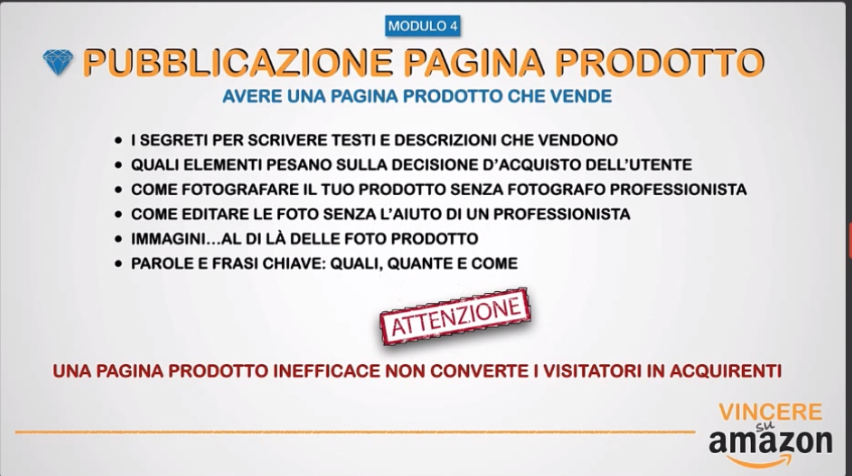 MODULO 4
PUBBLICAZIONE PAGINA PRODOTTO
AVERE UNA PAGINA PRODOTTO CHE VENDE
• I SEGRETI PER SCRIVERE TESTI E DESCRIZIONI CHE VENDONO
• QUALI ELEMENTI PESANO SULLA DECISIONE D'ACQUISTO DELL'UTENTE
• COME FOTOGRAFARE IL TUO PRODOTTO SENZA FOTOGRAFO PROFESSIONISTA
• COME EDITARE LE FOTO SENZA L'AIUTO DI UN PROFESSIONISTA
• IMMAGINI...AL DI LÀ DELLE FOTO PRODOTTO
• PAROLE E FRASI CHIAVE: QUALI, QUANTE E COME
ATTENZIONE
UNA PAGINA PRODOTTO INEFFICACE NON CONVERTE I VISITATORI IN ACQUIRENTI
VINCERE
su
amazon